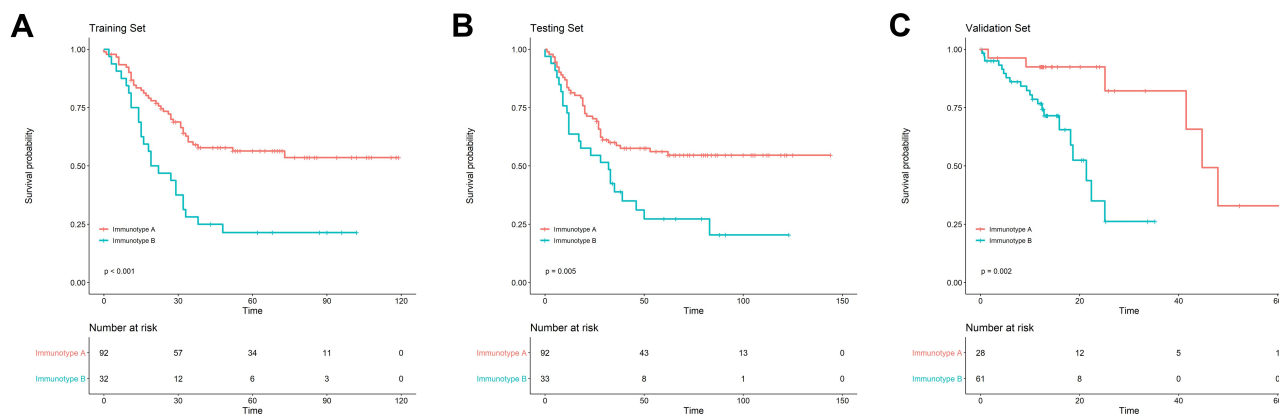 A
Training Set
1.00
0.75
0.50
0.25
0.00
Survival probability
Immunotype A
Immunotype B
p < 0.001
0 30 60 90 120
Time
Number at risk
Immunotype A 92 57 34 11 0
Immunotype B 32 12 6 3 0
0 30 60 90 120
Time
B
Testing Set
1.00
0.75
0.50
0.25
0.00
Survival probability
Immunotype A
Immunotype B
p = 0.005
0 50 100 150
Time
Number at risk
Immunotype A 92 43 13 0
Immunotype B 33 8 1 0
0 50 100 150
Time
C
Validation Set
1.00
0.75
0.50
0.25
0.00
Survival probability
Immunotype A
Immunotype B
p = 0.002
0 20 40 60
Time
Number at risk
Immunotype A 28 12 5 1
Immunotype B 61 8 0 0
0 20 40 60
Time